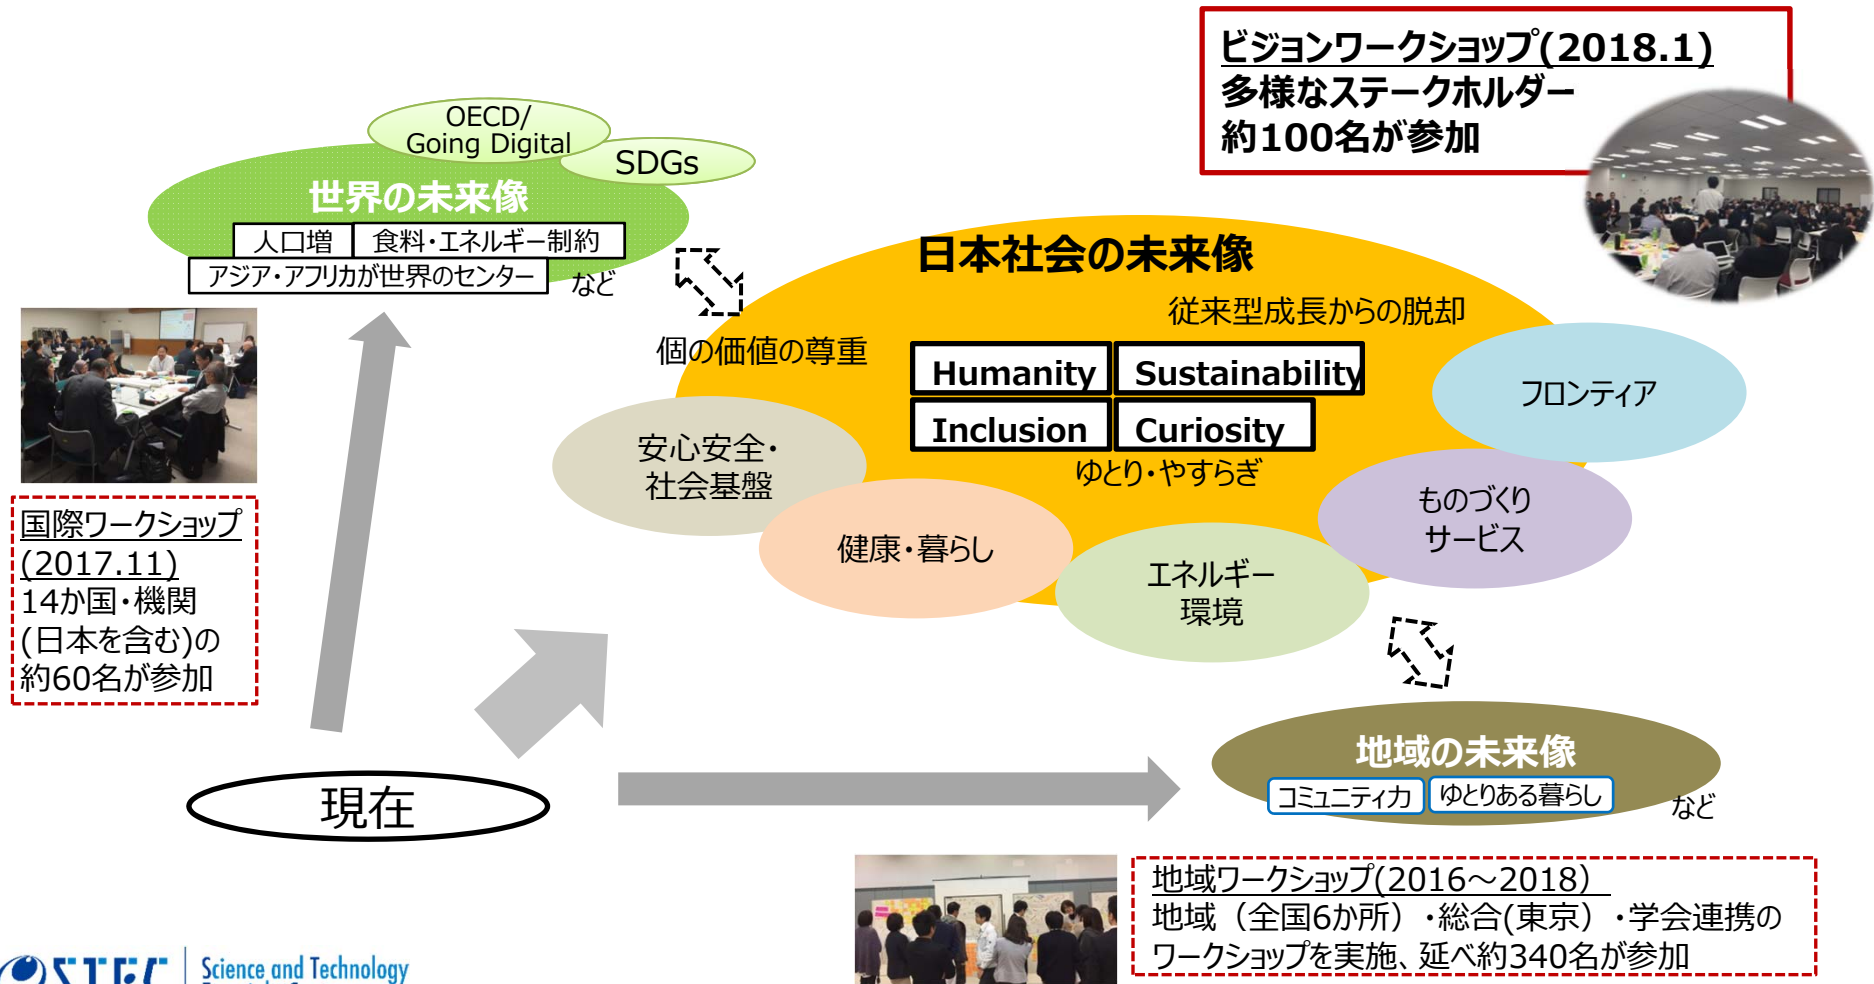 ビジョンワークショップ(2018.1)
多様なステークホルダー
約100名が参加
OECD/
Going Digital
SDGs
世界の未来像
人口増
食料・エネルギー制約
アジア・アフリカが世界のセンター
など
日本社会の未来像
従来型成長からの脱却
個の価値の尊重
Humanity
Sustainability
Inclusion
Curiosity
ゆとり・やすらぎ
フロンティア
安心安全・
社会基盤
ものづくり
サービス
健康・暮らし
エネルギー
環境
国際ワークショップ
(2017.11)
14か国・機関
(日本を含む)の
約60名が参加
現在
地域の未来像
コミュニティ力
ゆとりある暮らし
など
地域ワークショップ(2016～2018）
地域（全国6か所）・総合(東京）・学会連携の
ワークショップを実施、延べ約340名が参加
Science and Technology